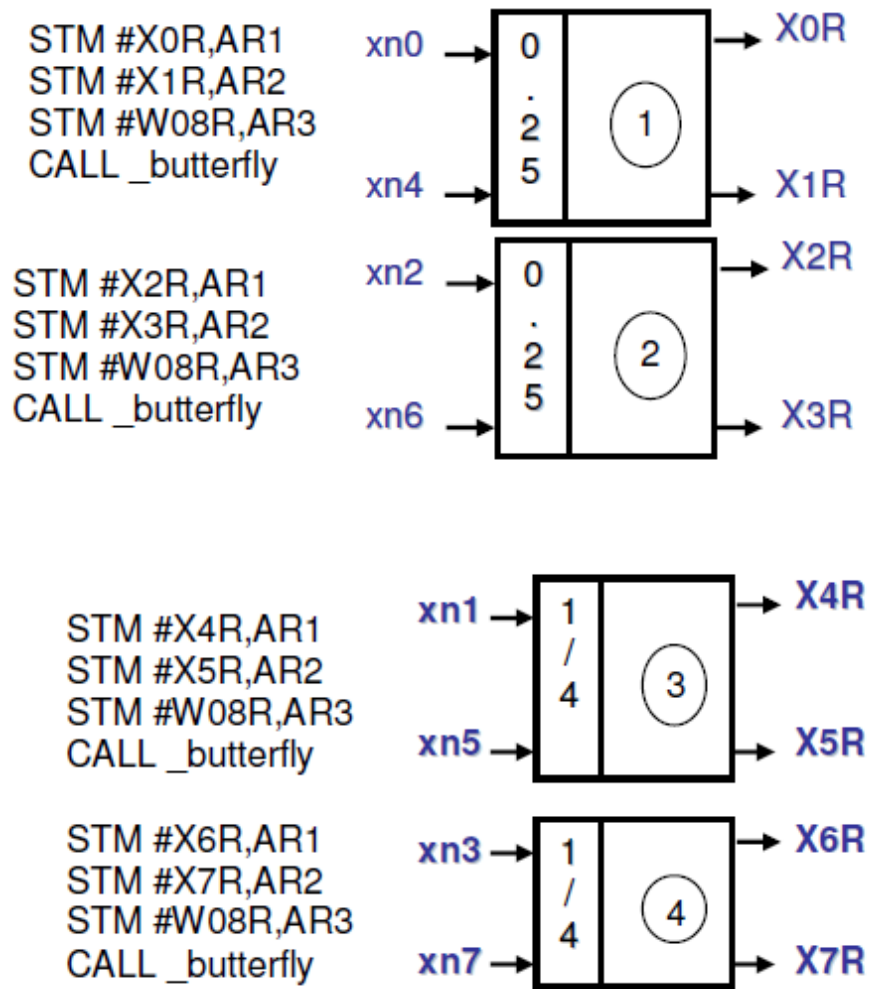 STM #X0R,AR1
STM #X1R,AR2
STM #W08R,AR3
CALL _butterfly
xn0
xn4
0
.
2
5
1
X0R
X1R
STM #X2R,AR1
STM #X3R,AR2
STM #W08R,AR3
CALL _butterfly
xn2
xn6
0
.
2
5
2
X2R
X3R
STM #X4R,AR1
STM #X5R,AR2
STM #W08R,AR3
CALL _butterfly
xn1
xn5
1
/
4
3
X4R
X5R
STM #X6R,AR1
STM #X7R,AR2
STM #W08R,AR3
CALL _butterfly
xn3
xn7
1
/
4
4
X6R
X7R